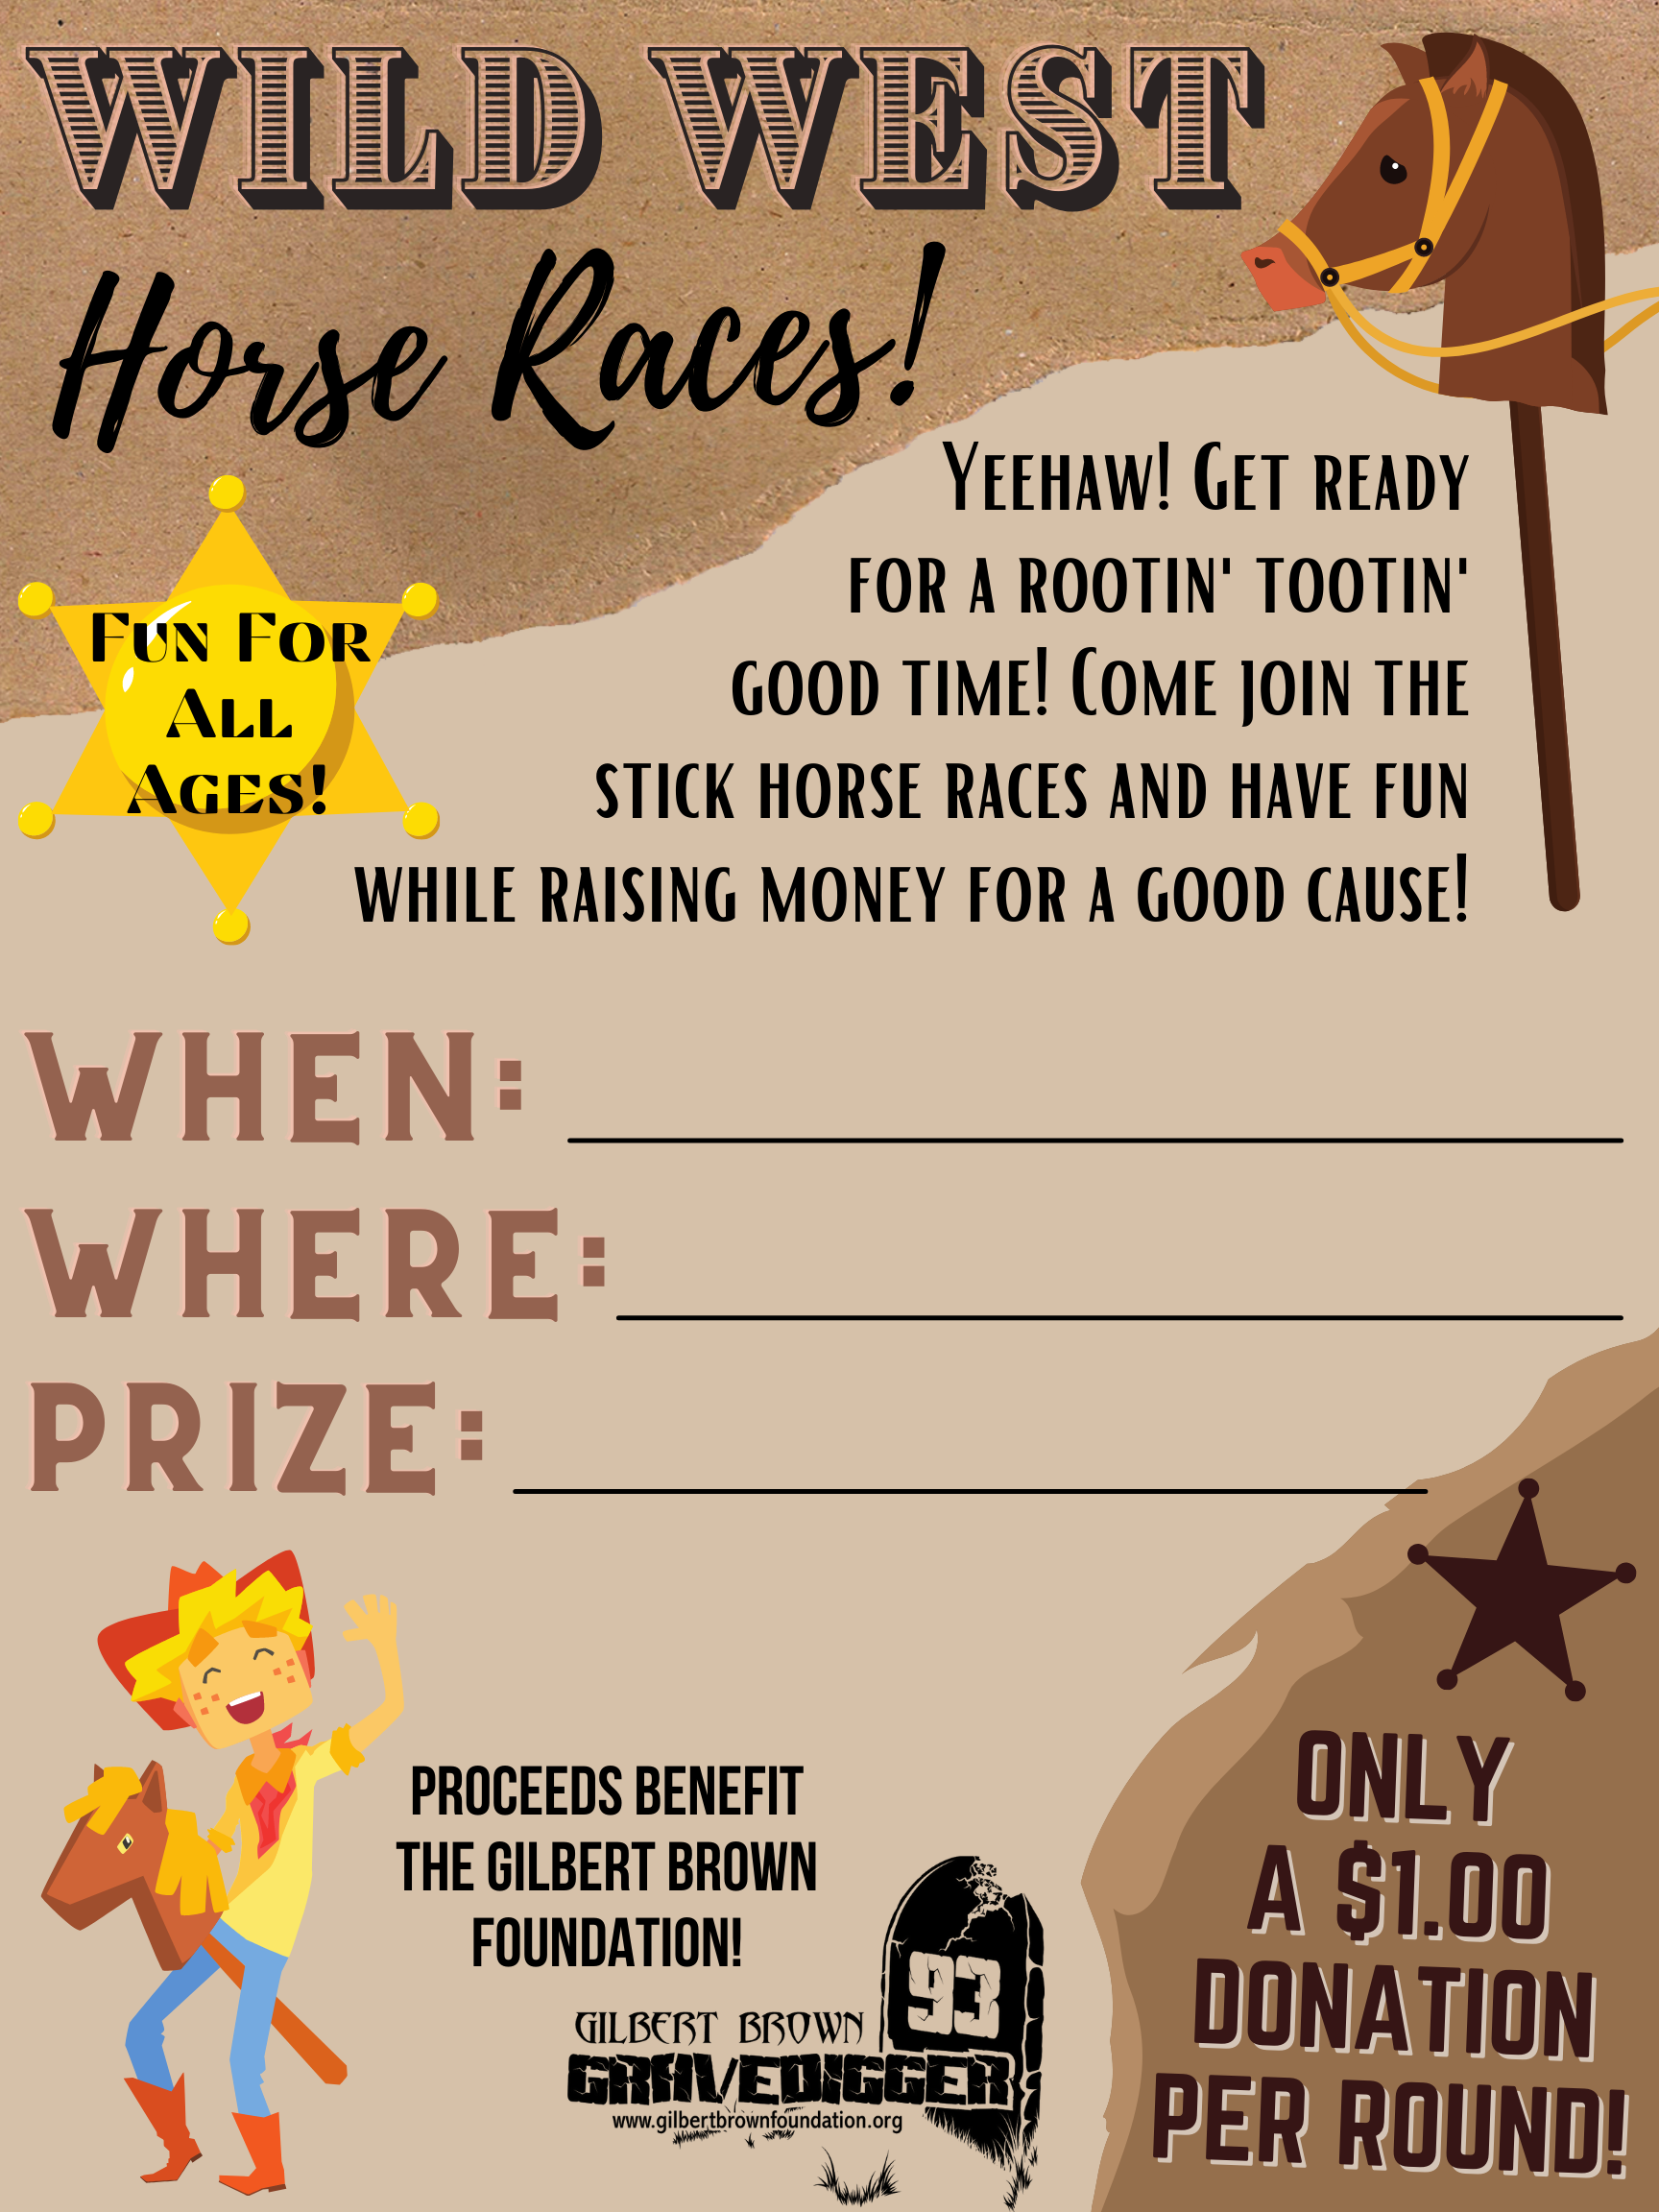 WILD WEST
Horse Races!
Yeehaw! Get ready
for a rootin' tootin'
good time! Come join the
stick horse races and have fun
while raising money for a good cause!
Fun For
All
Ages!
WHEN:
WHERE:
PRIZE:
PROCEEDS BENEFIT
THE GILBERT BROWN
FOUNDATION!
93
GILBERT BROWN
GRAVEDIGGER
www.gilbertbrownfoundation.org
ONLY
A $1.00
DONATION
PER ROUND!